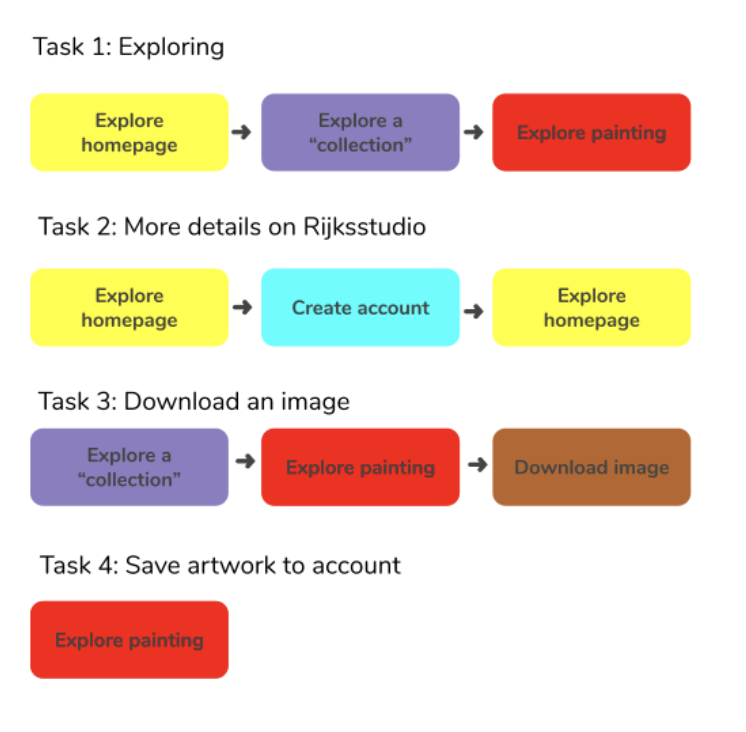 Task 1: Exploring
Explore
homepage
Explore a
“collection”
Explore painting
Task 2: More details on Rijksstudio
Explore
homepage
Create account
Explore
homepage
Task 3: Download an image
Explore a
“collection”
Explore painting
Download image
Task 4: Save artwork to account
Explore painting